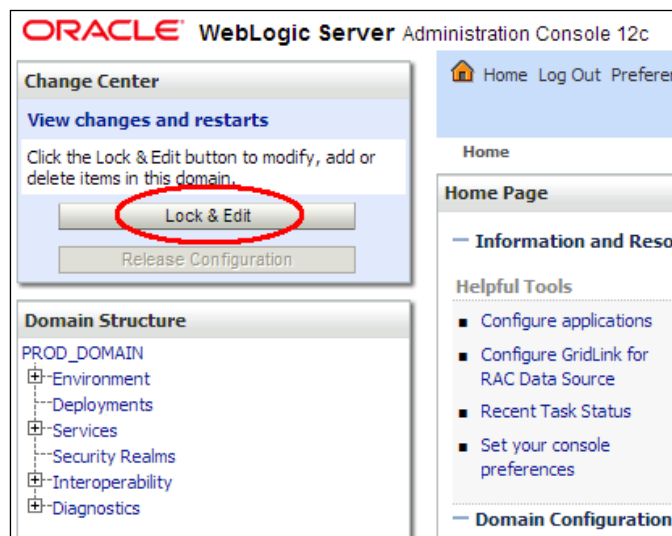 ORACLE WebLogic Server Administration Console 12c
Change Center
View changes and restarts
Click the Lock & Edit button to modify, add or
delete items in this domain.
Lock & Edit
Release Configuration
Domain Structure
PROD_DOMAIN
Environment
Deployments
Services
Security Realms
Interoperability
Diagnostics
Home Log Out
Home
Home Page
Information and
Helpful Tools
Configure applications
Configure GridLink for
RAC Data Source
Recent Task Status
Set your console
preferences
Domain Configuration